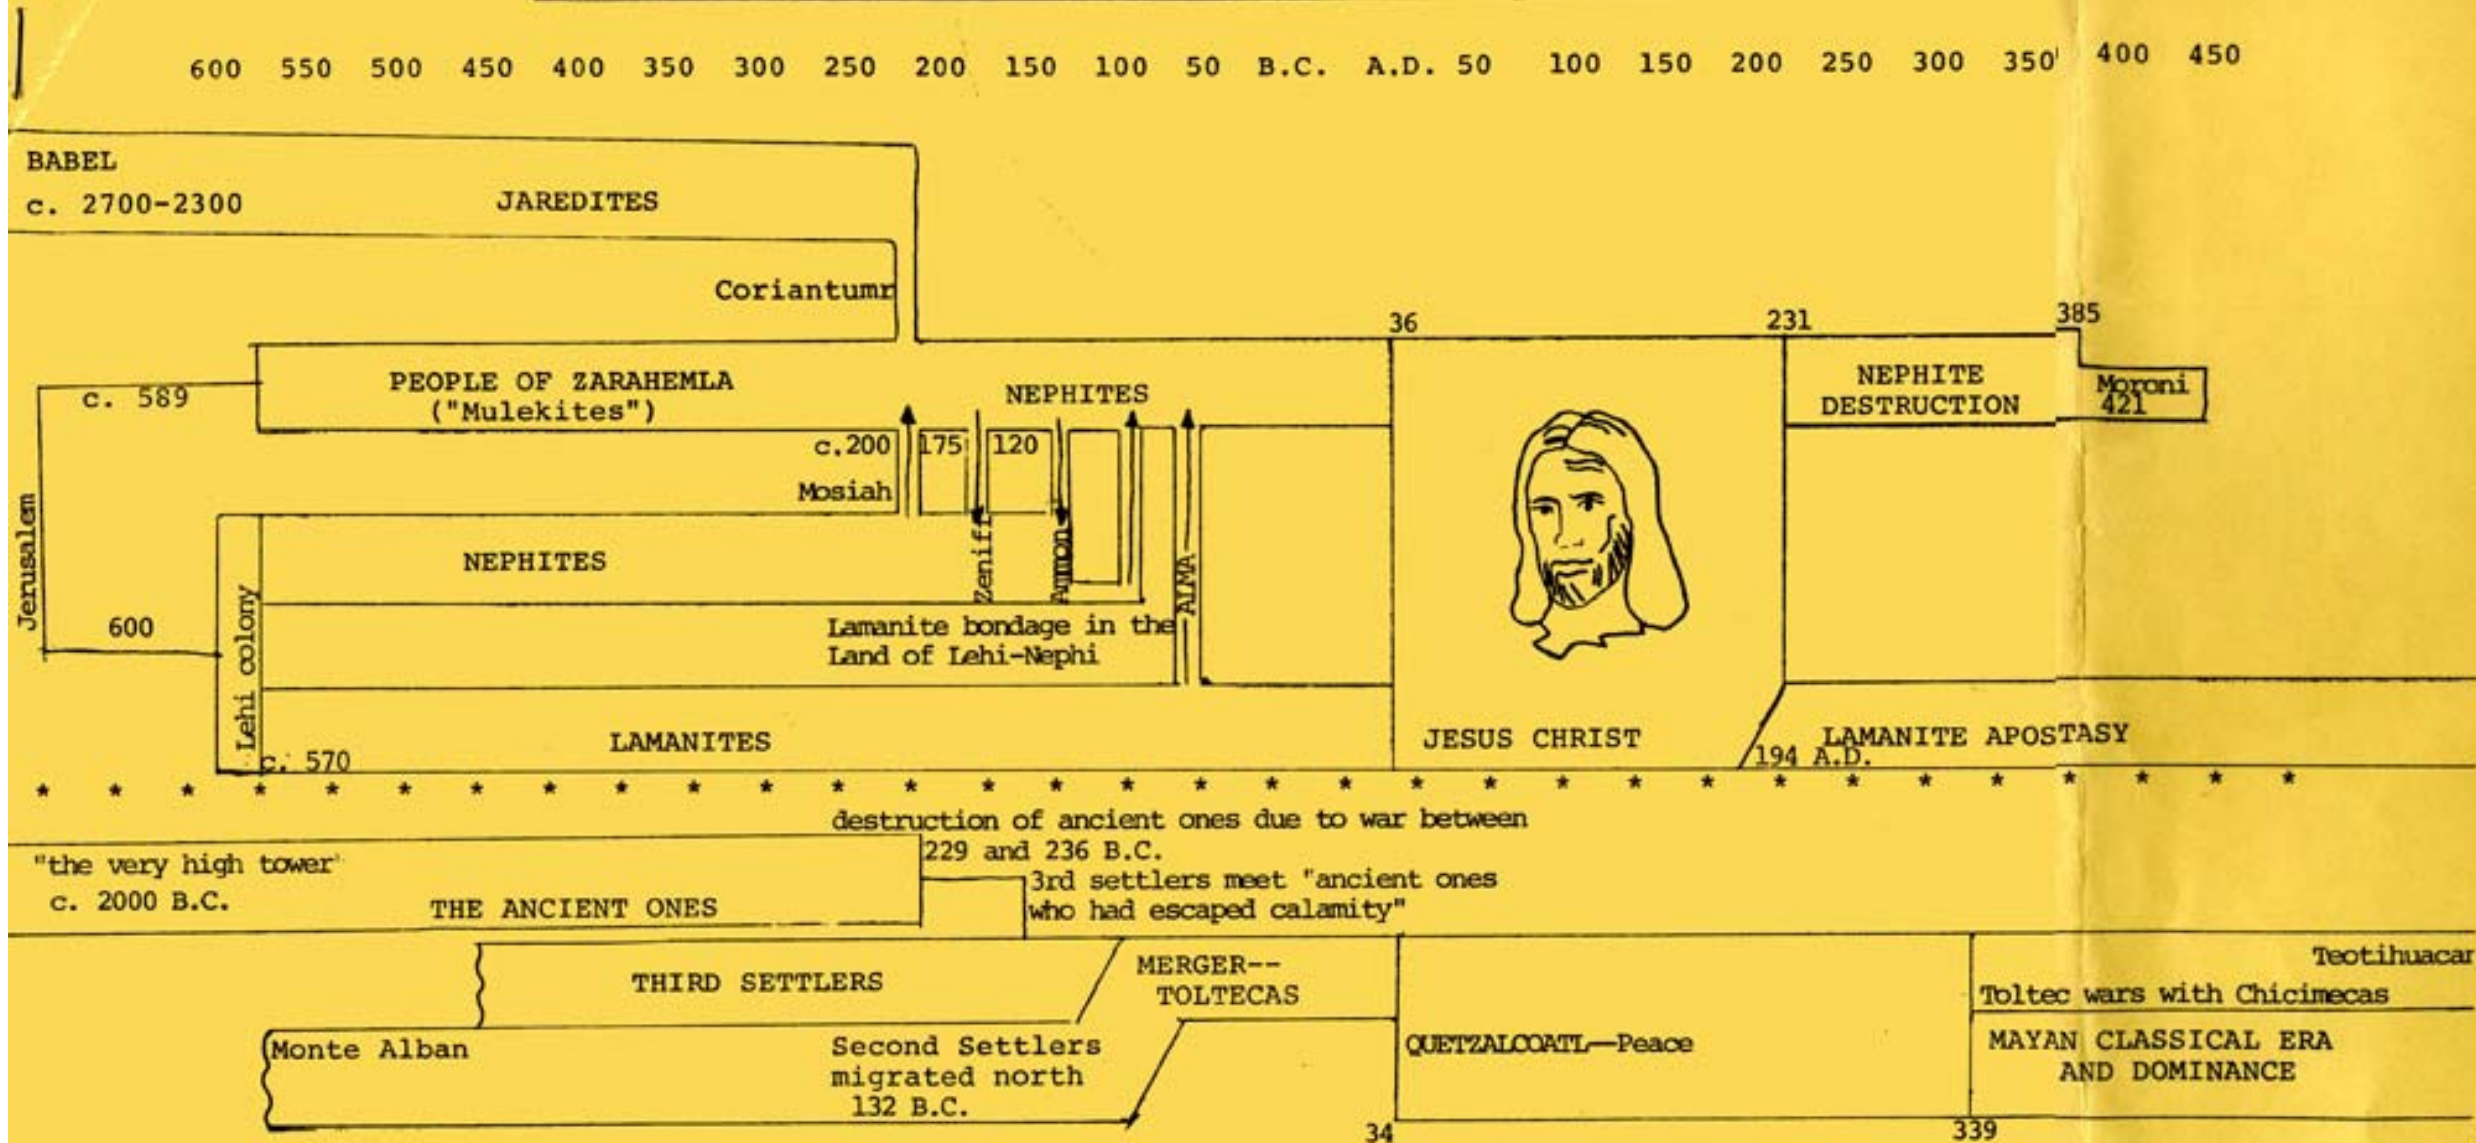 600 550 500 450 400 350 300 250 200 150 100 50 B.C. A.D. 50 100 150 200 250 300 350 400 450
BABEL
c. 2700-2300
JAREDITES
Coriantumr
36
231
385
PEOPLE OF ZARAHEMLA
("Mulekites")
NEPHITES
NEPHITE
DESTRUCTION
Moroni
421
c. 589
c.200
175
120
Mosiah
Jerusalem
NEPHITES
Zeniff
Ammon
ALMA
600
Lehi colony
Lamanite bondage in the
Land of Lehi-Nephi
LAMANITES
c. 570
JESUS CHRIST
LAMANITE APOSTASY
194 A.D.
* * * * * * * * * * * * * * * * * * * * * * * * * * * * * * * *
destruction of ancient ones due to war between
229 and 236 B.C.
"the very high tower'
c. 2000 B.C.
THE ANCIENT ONES
3rd settlers meet "ancient ones
who had escaped calamity"
THIRD SETTLERS
MERGER--
TOLTECAS
Teotihuacan
Toltec wars with Chicimecas
Monte Alban
Second Settlers
migrated north
132 B.C.
QUETZALCOATL—Peace
MAYAN CLASSICAL ERA
AND DOMINANCE
34
339